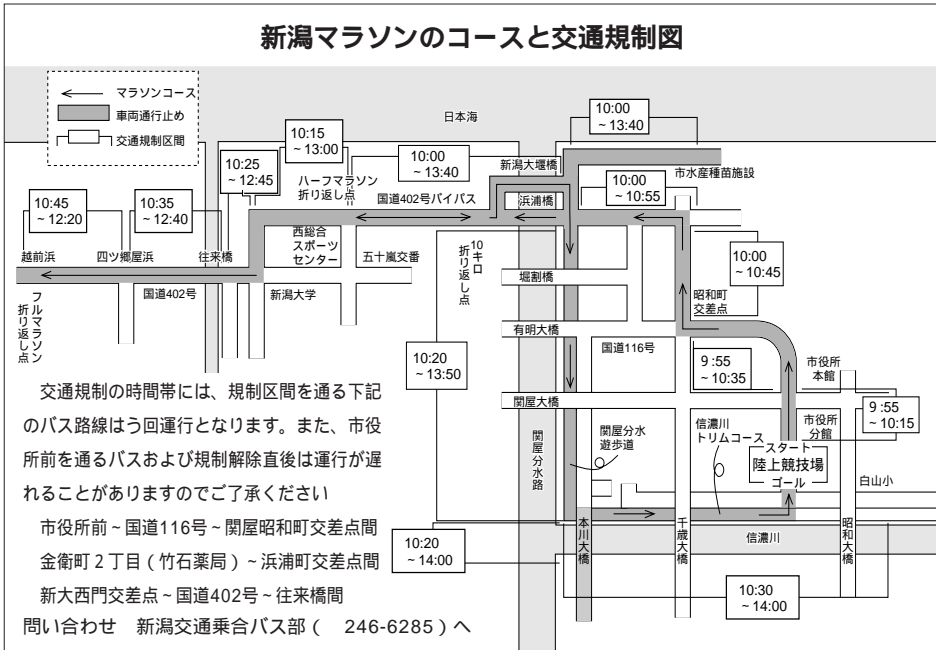 新潟マラソンのコースと交通規制図
マラソンコース
車両通行止め
交通規制区間
日本海
10:00
~13:40
10:15
~13:00
10:25
~12:45
10:00
~13:40
新潟大堰橋
市水産種苗施設
ハーフマラソン
折り返し点
10:00
~10:55
10:45
~12:20
10:35
~12:40
国道402号バイパス
浜浦橋
西総合
スポーツ
センター
10キロ
折り返し点
越前浜
四ツ郷屋浜
往来橋
五十嵐交番
10:00
~10:45
堀割橋
国道402号
新潟大学
昭和町
交差点
フルマラソン
折り返し点
有明大橋
国道116号
10:20
~13:50
9:55
~10:35
市役所
本館
関屋大橋
9:55
~10:15
関屋分水路
関屋分水
遊歩道
信濃川
トリムコース
市役所
分館
スタート
陸上競技場
ゴール
白山小
10:20
~14:00
本川大橋
千歳大橋
信濃川
昭和大橋
10:30
~14:00
交通規制の時間帯には、規制区間を通る下記
のバス路線はう回運行となります。また、市役
所前を通るバスおよび規制解除直後は運行が遅
れることがありますのでご了承ください
市役所前~国道116号~関屋昭和町交差点間
金衛町2丁目(竹石薬局)~浜浦町交差点間
新大西門交差点~国道402号~往来橋間
問い合わせ 新潟交通乗合バス部( 246-6285)へ